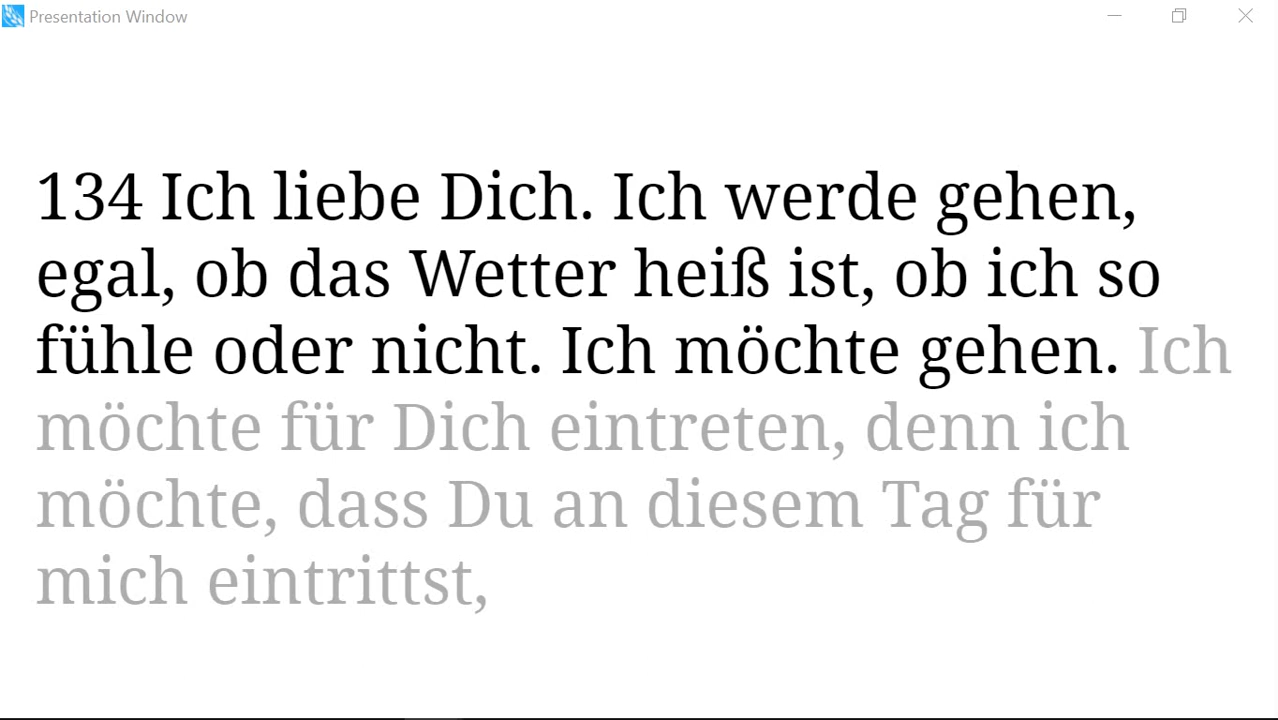 Presentation Window
134 Ich liebe Dich. Ich werde gehen,
egal, ob das Wetter heiß ist, ob ich so
fühle oder nicht. Ich möchte gehen. Ich
möchte für Dich eintreten, denn ich
möchte, dass Du an diesem Tag für
mich eintrittst,